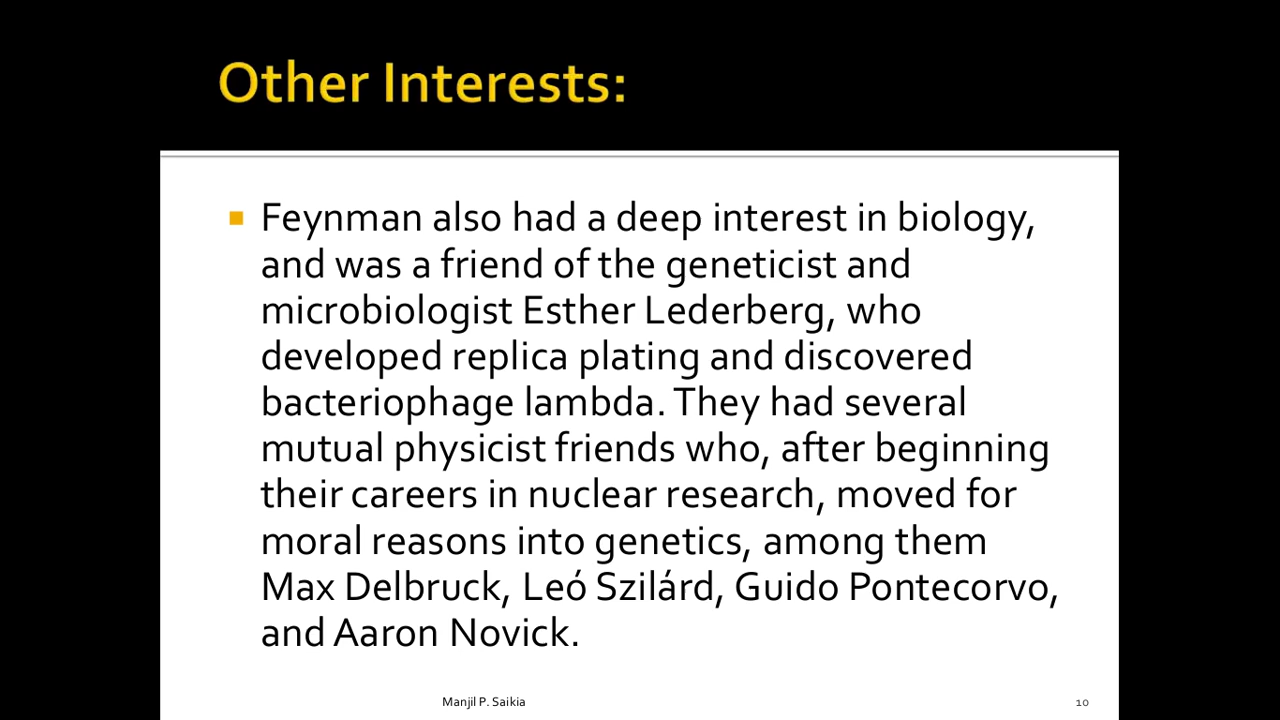 Other Interests:
Feynman also had a deep interest in biology,
and was a friend of the geneticist and
microbiologist Esther Lederberg, who
developed replica plating and discovered
bacteriophage lambda. They had several
mutual physicist friends who, after beginning
their careers in nuclear research, moved for
moral reasons into genetics, among them
Max Delbruck, Leó Szilárd, Guido Pontecorvo,
and Aaron Novick.
Manjil P. Saikia
10